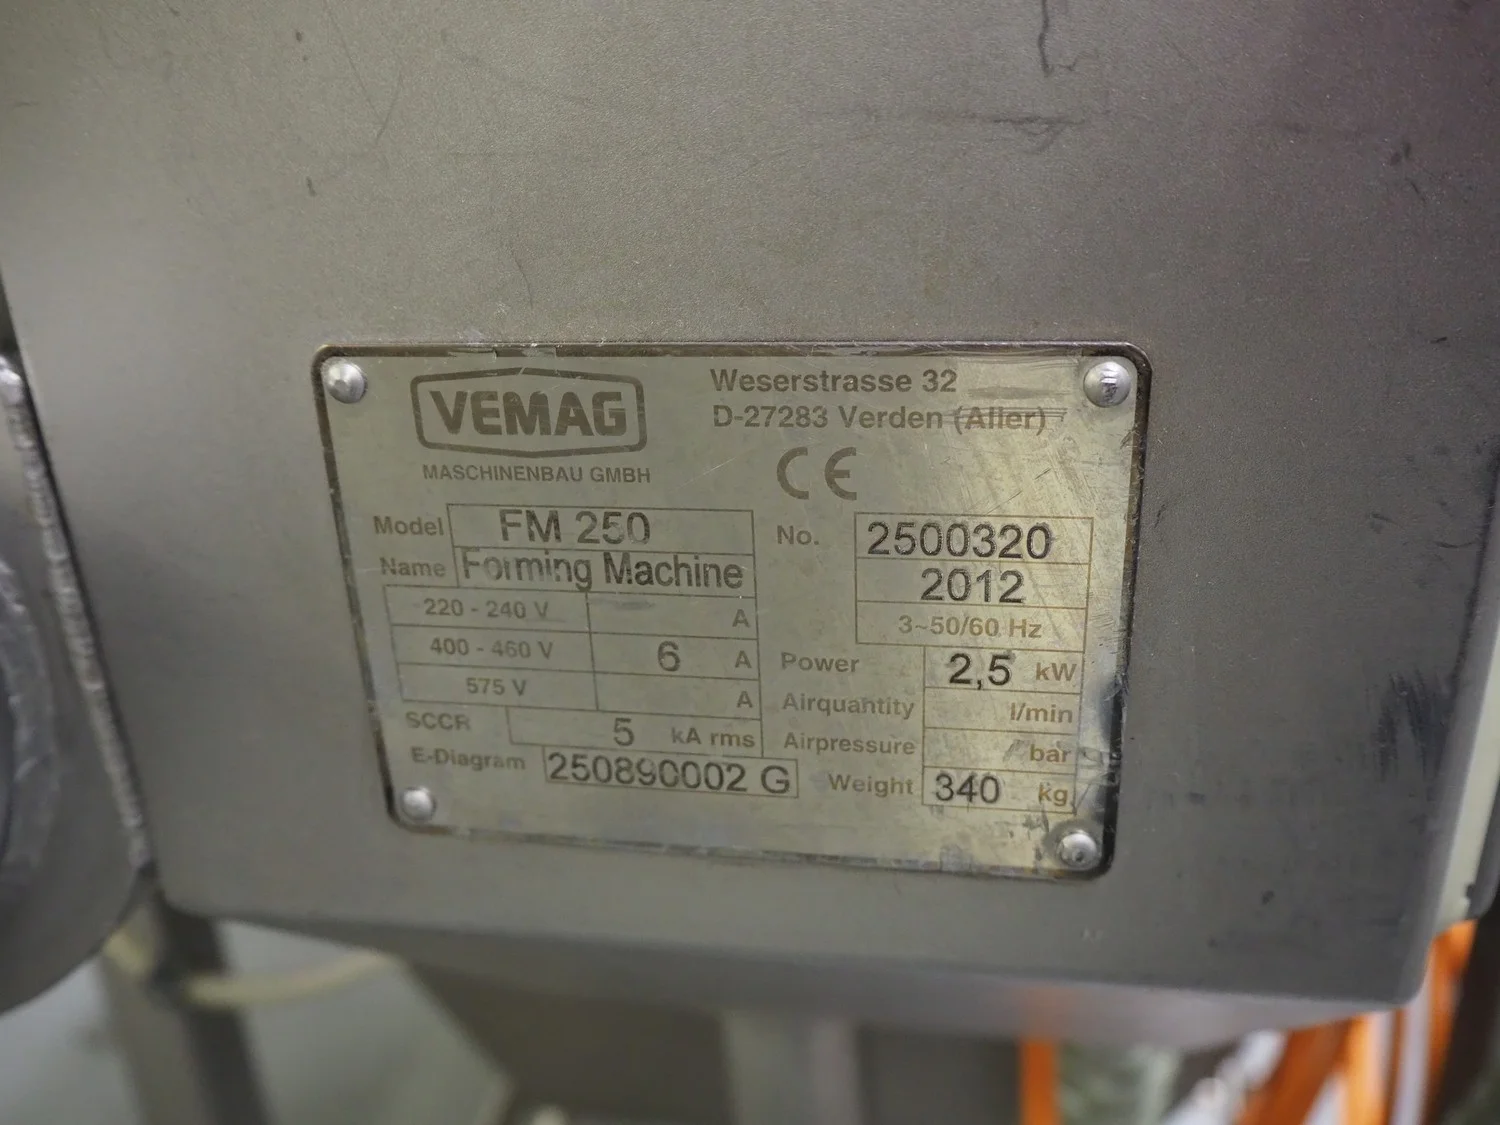 VEMAG
MASCHINENBAU GMBH
Weserstrasse 32
D-27283 Verden (Aller)
CE
Model FM 250
Name Forming Machine
220 - 240 V A
400 - 460 V 6 A
575 V A
SCCR 5 kA rms
E-Diagram 250890002 G
No. 2500320
2012
3~50/60 Hz
Power 2,5 kW
Airquantity l/min
Airpressure bar
Weight 340 kg